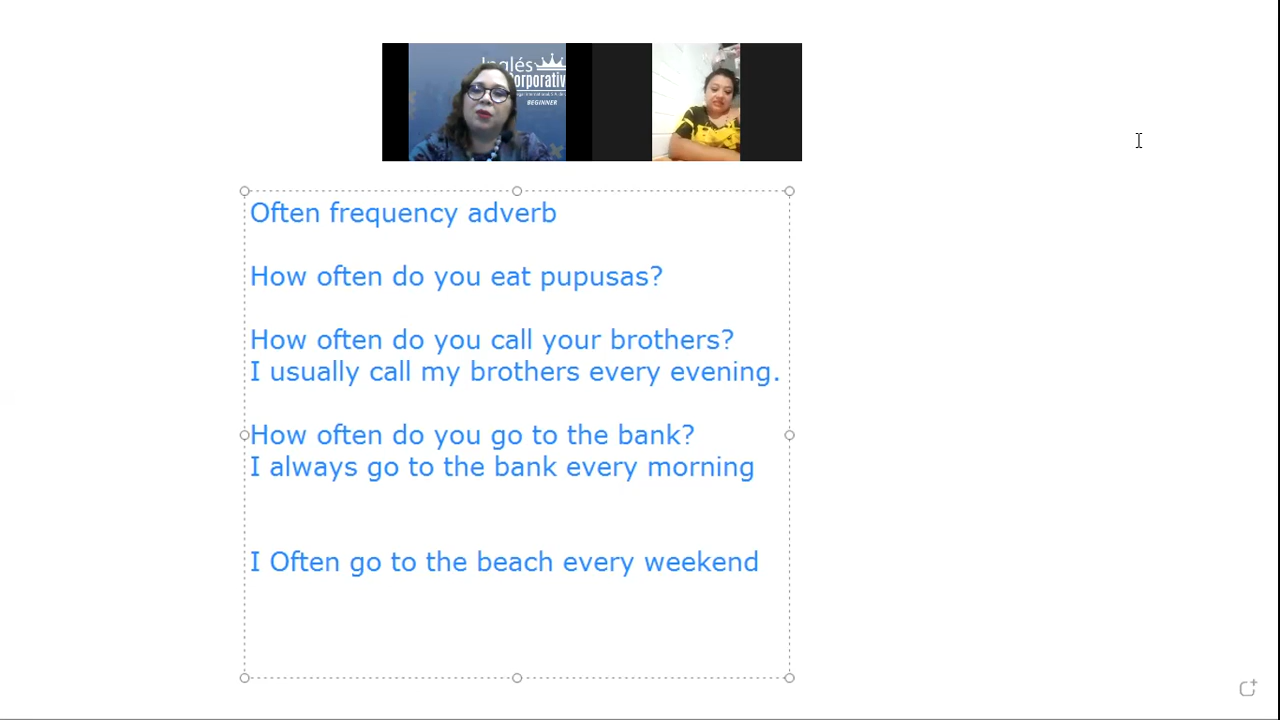 Inglés
Corporativ
BEGINNER
Often frequency adverb
How often do you eat pupusas?
How often do you call your brothers?
I usually call my brothers every evening.
How often do you go to the bank?
I always go to the bank every morning
I Often go to the beach every weekend